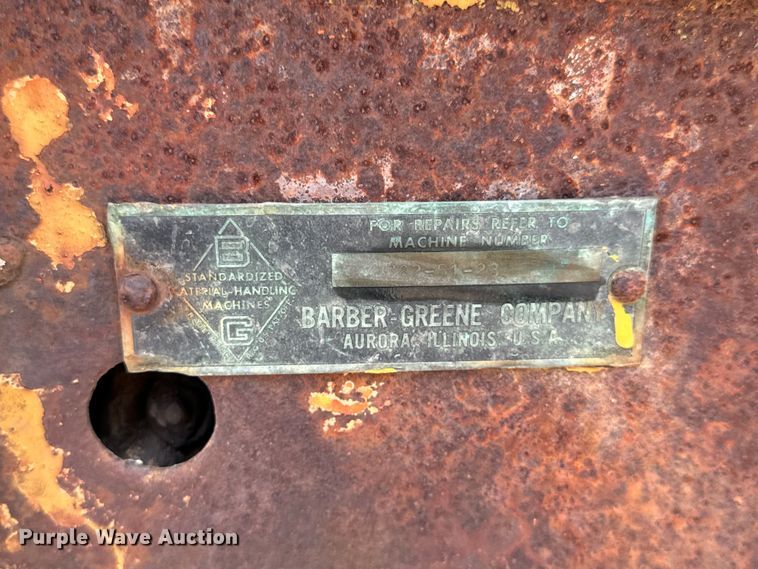 B
STANDARDIZED
MATERIAL-HANDLING
MACHINES
G
FOR REPAIRS REFER TO
MACHINE NUMBER
BARBER-GREENE COMPANY
AURORA, ILLINOIS, U.S.A.
Purple Wave Auction